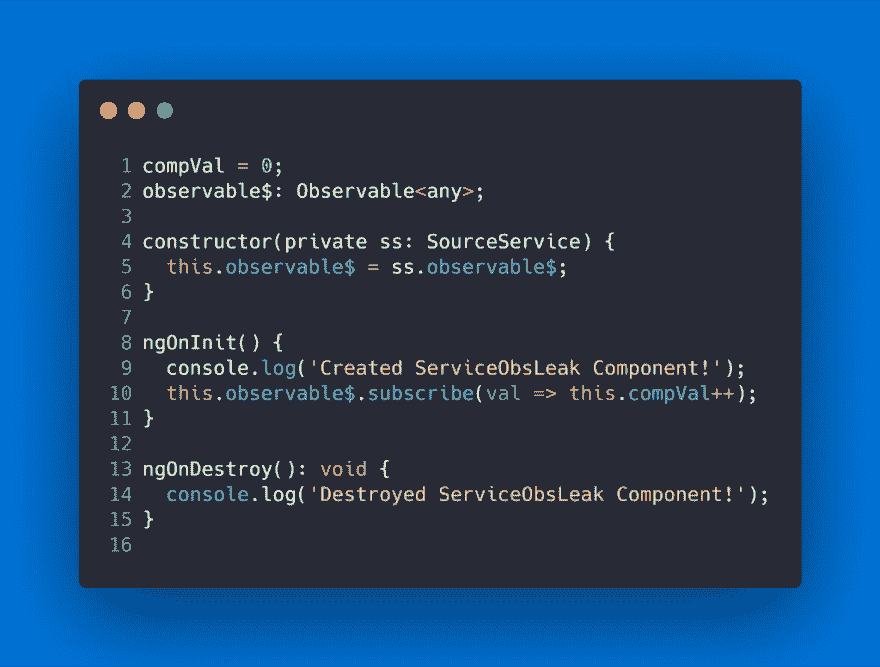 1 compVal = 0;
2 observable$: Observable<any>;
3
4 constructor(private ss: SourceService) {
5   this.observable$ = ss.observable$;
6 }
7
8 ngOnInit() {
9   console.log('Created ServiceObsLeak Component!');
10   this.observable$.subscribe(val => this.compVal++);
11 }
12
13 ngOnDestroy(): void {
14   console.log('Destroyed ServiceObsLeak Component!');
15 }
16